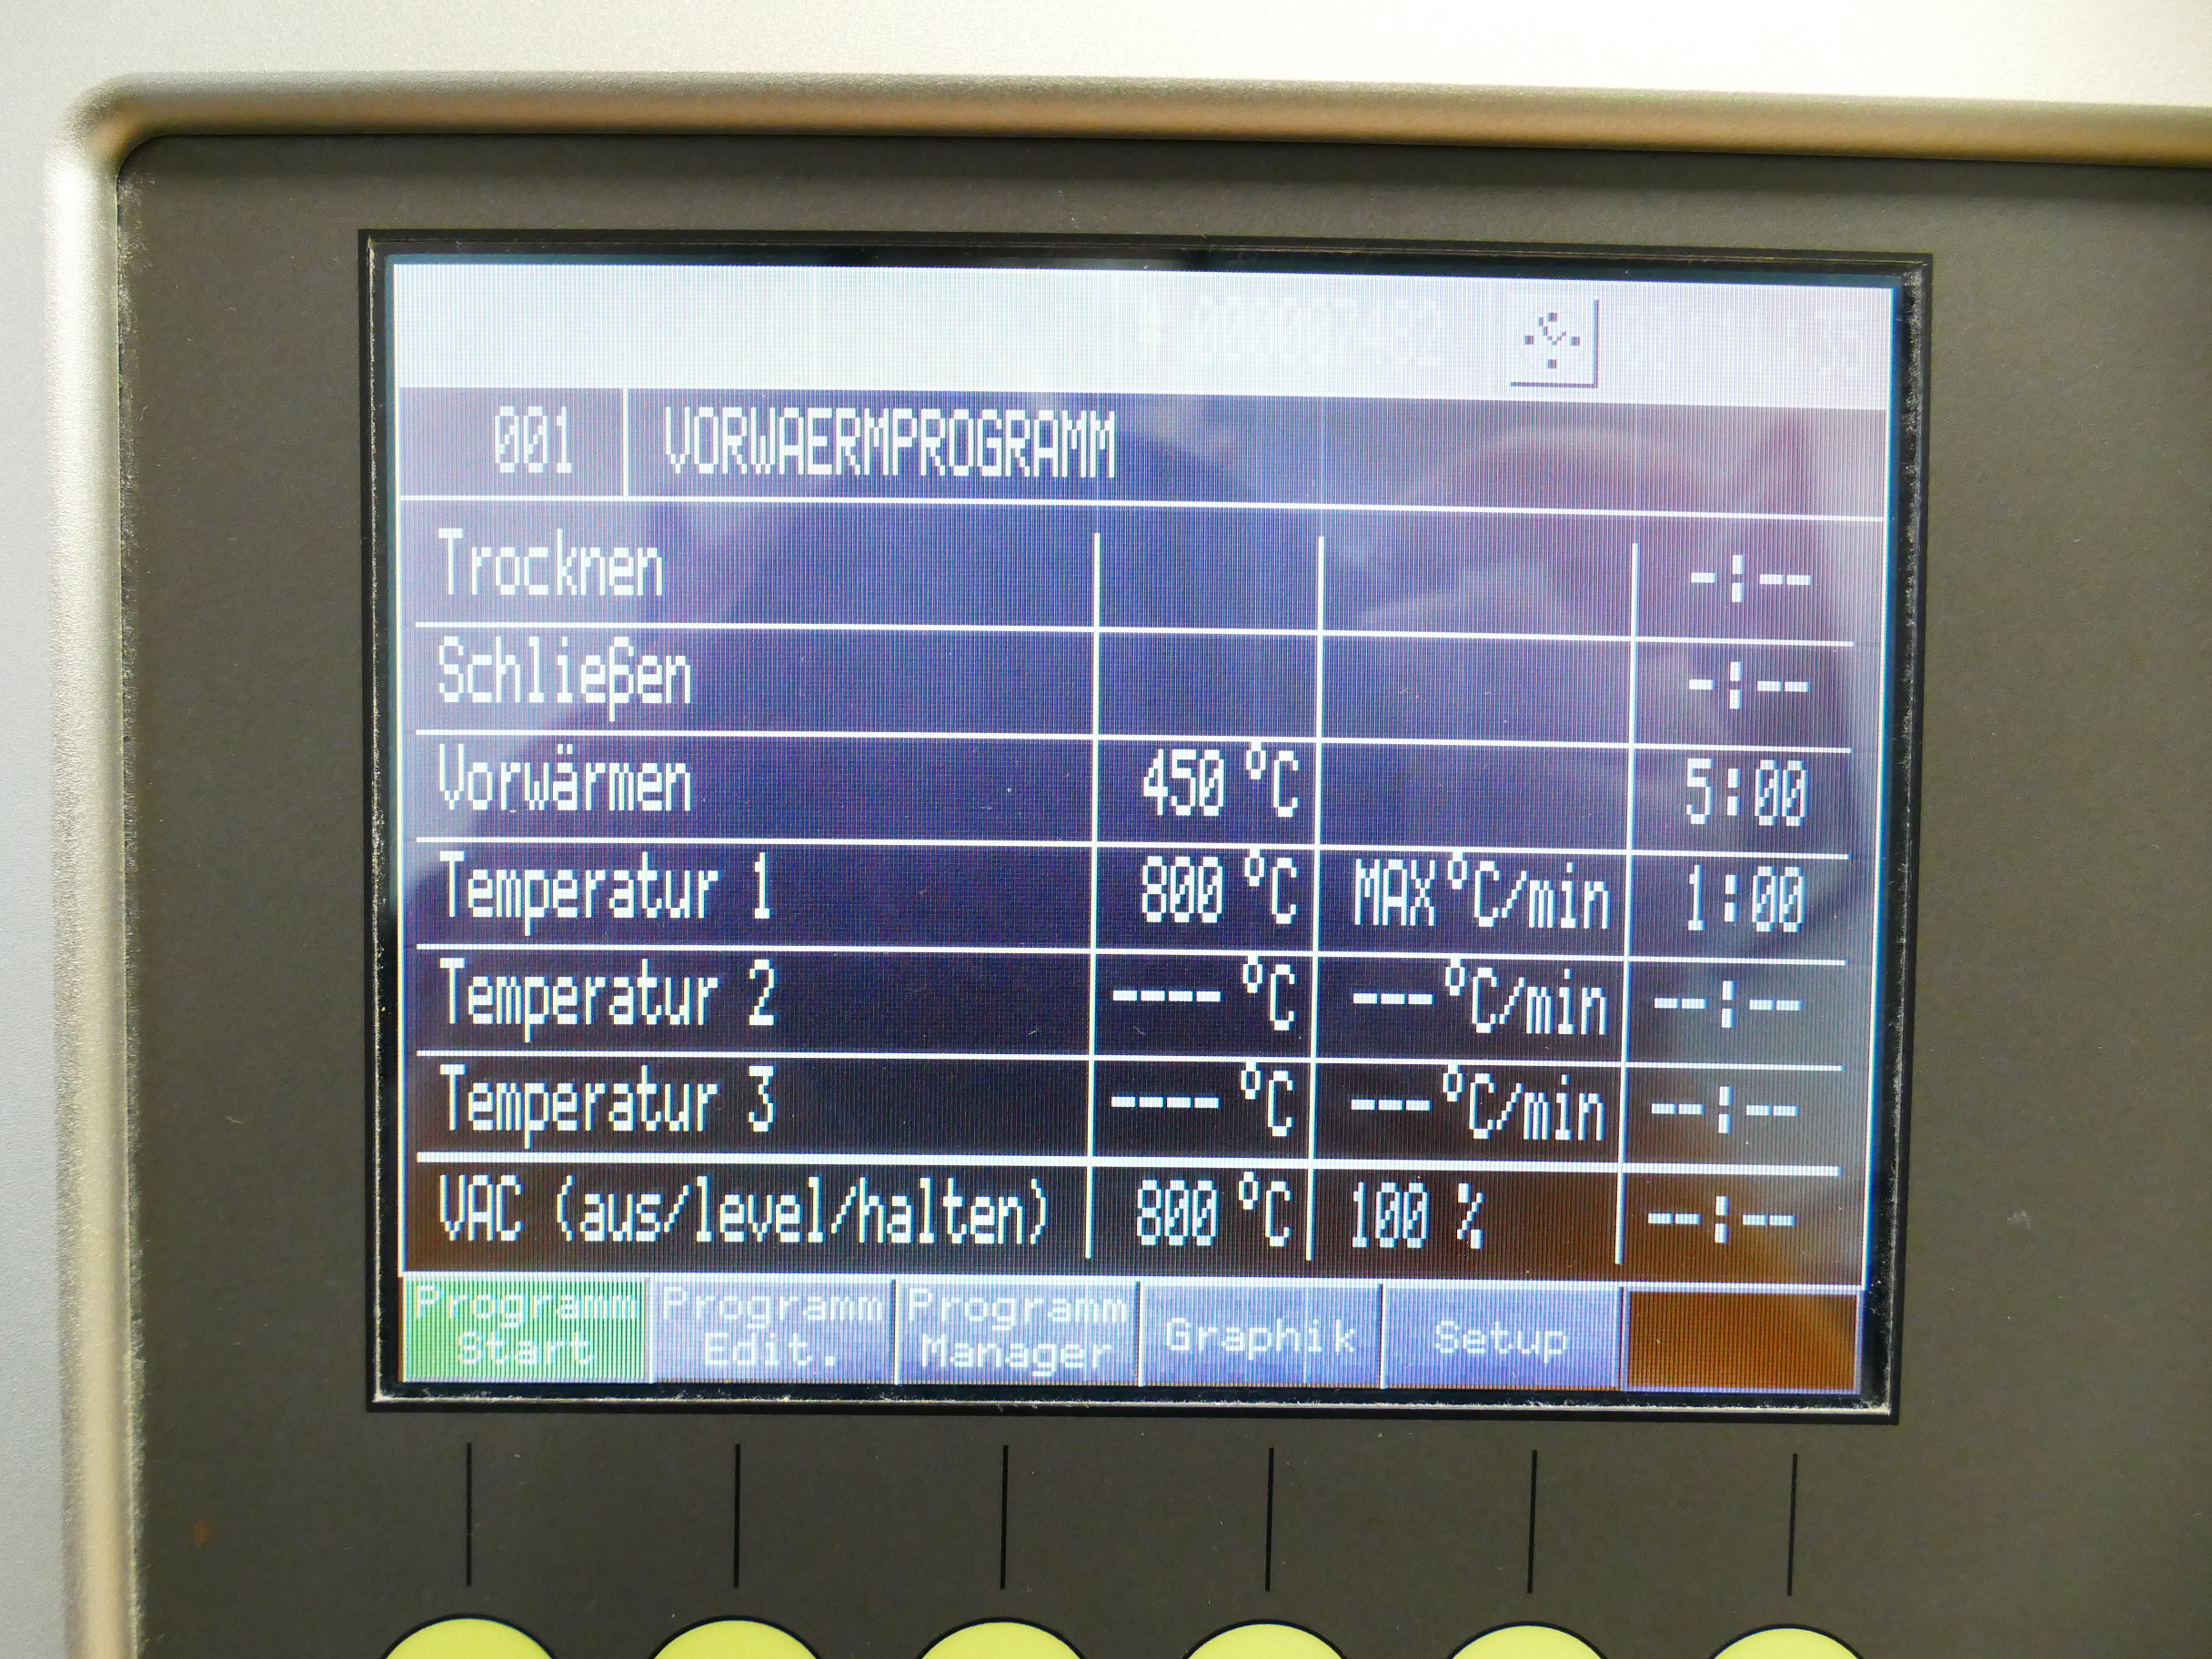 001 VORWAERMPROGRAMM
Trocknen -:--
Schließen -:--
Vorwärmen 450 °C 5:00
Temperatur 1 800 °C MAX°C/min 1:00
Temperatur 2 ---- °C ---°C/min --:--
Temperatur 3 ---- °C ---°C/min --:--
VAC (aus/level/halten) 800 °C 100 % --:--
Programm Start
Programm Edit.
Programm Manager
Graphik
Setup